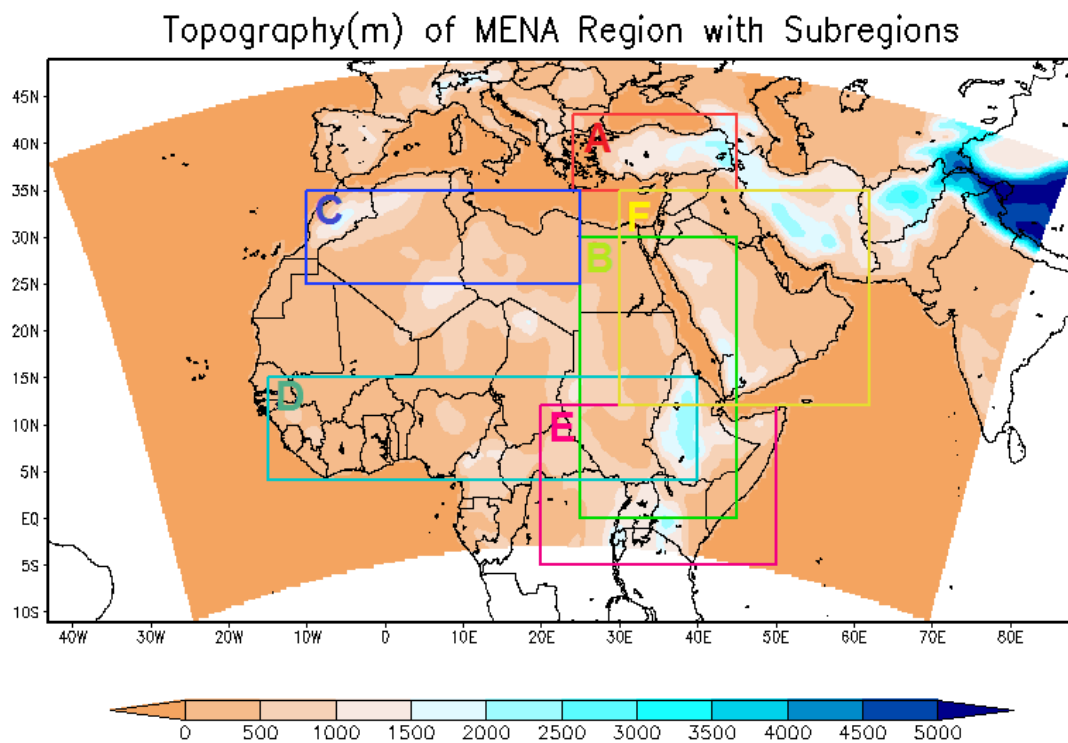 Topography(m) of MENA Region with Subregions
45N
40N
35N
30N
25N
20N
15N
10N
5N
EQ
5S
10S
A
C
F
B
D
E
40W 30W 20W 10W 0 10E 20E 30E 40E 50E 60E 70E 80E
0 500 1000 1500 2000 2500 3000 3500 4000 4500 5000